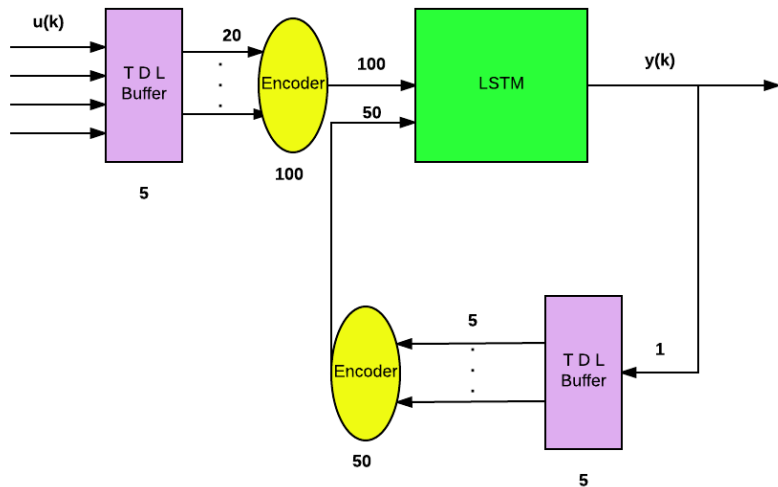 u(k)
T D L
Buffer
5
20
Encoder
100
100
50
LSTM
y(k)
5
Encoder
50
T D L
Buffer
1
5